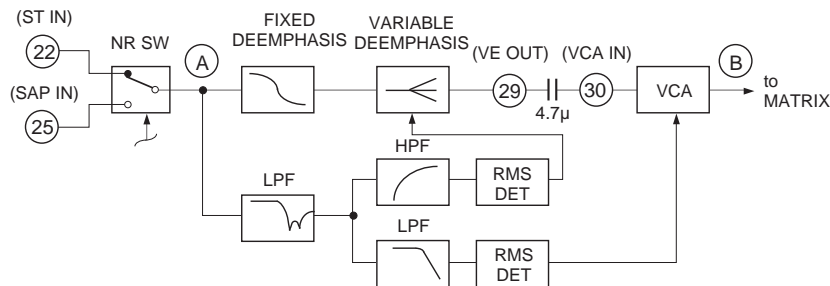 (ST IN)
22
NR SW
(SAP IN)
25
A
FIXED
DEEMPHASIS
VARIABLE
DEEMPHASIS
(VE OUT)
29
4.7μ
(VCA IN)
30
VCA
B
to
MATRIX
LPF
HPF
RMS
DET
LPF
RMS
DET